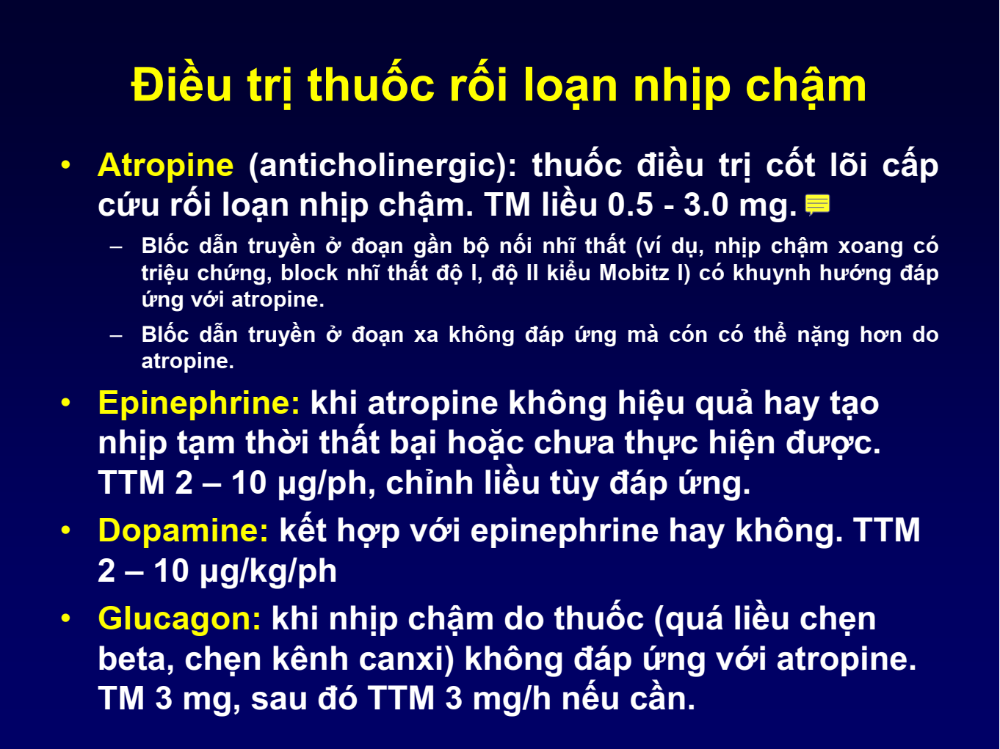 Điều trị thuốc rối loạn nhịp chậm
• Atropine (anticholinergic): thuốc điều trị cốt lõi cấp
cứu rối loạn nhịp chậm. TM liều 0.5 - 3.0 mg.
– Blốc dẫn truyền ở đoạn gần bộ nối nhĩ thất (ví dụ, nhịp chậm xoang có
triệu chứng, block nhĩ thất độ I, độ II kiểu Mobitz I) có khuynh hướng đáp
ứng với atropine.
– Blốc dẫn truyền ở đoạn xa không đáp ứng mà cón có thể nặng hơn do
atropine.
• Epinephrine: khi atropine không hiệu quả hay tạo
nhịp tạm thời thất bại hoặc chưa thực hiện được.
TTM 2 – 10 µg/ph, chỉnh liều tùy đáp ứng.
• Dopamine: kết hợp với epinephrine hay không. TTM
2 – 10 µg/kg/ph
• Glucagon: khi nhịp chậm do thuốc (quá liều chẹn
beta, chẹn kênh canxi) không đáp ứng với atropine.
TM 3 mg, sau đó TTM 3 mg/h nếu cần.